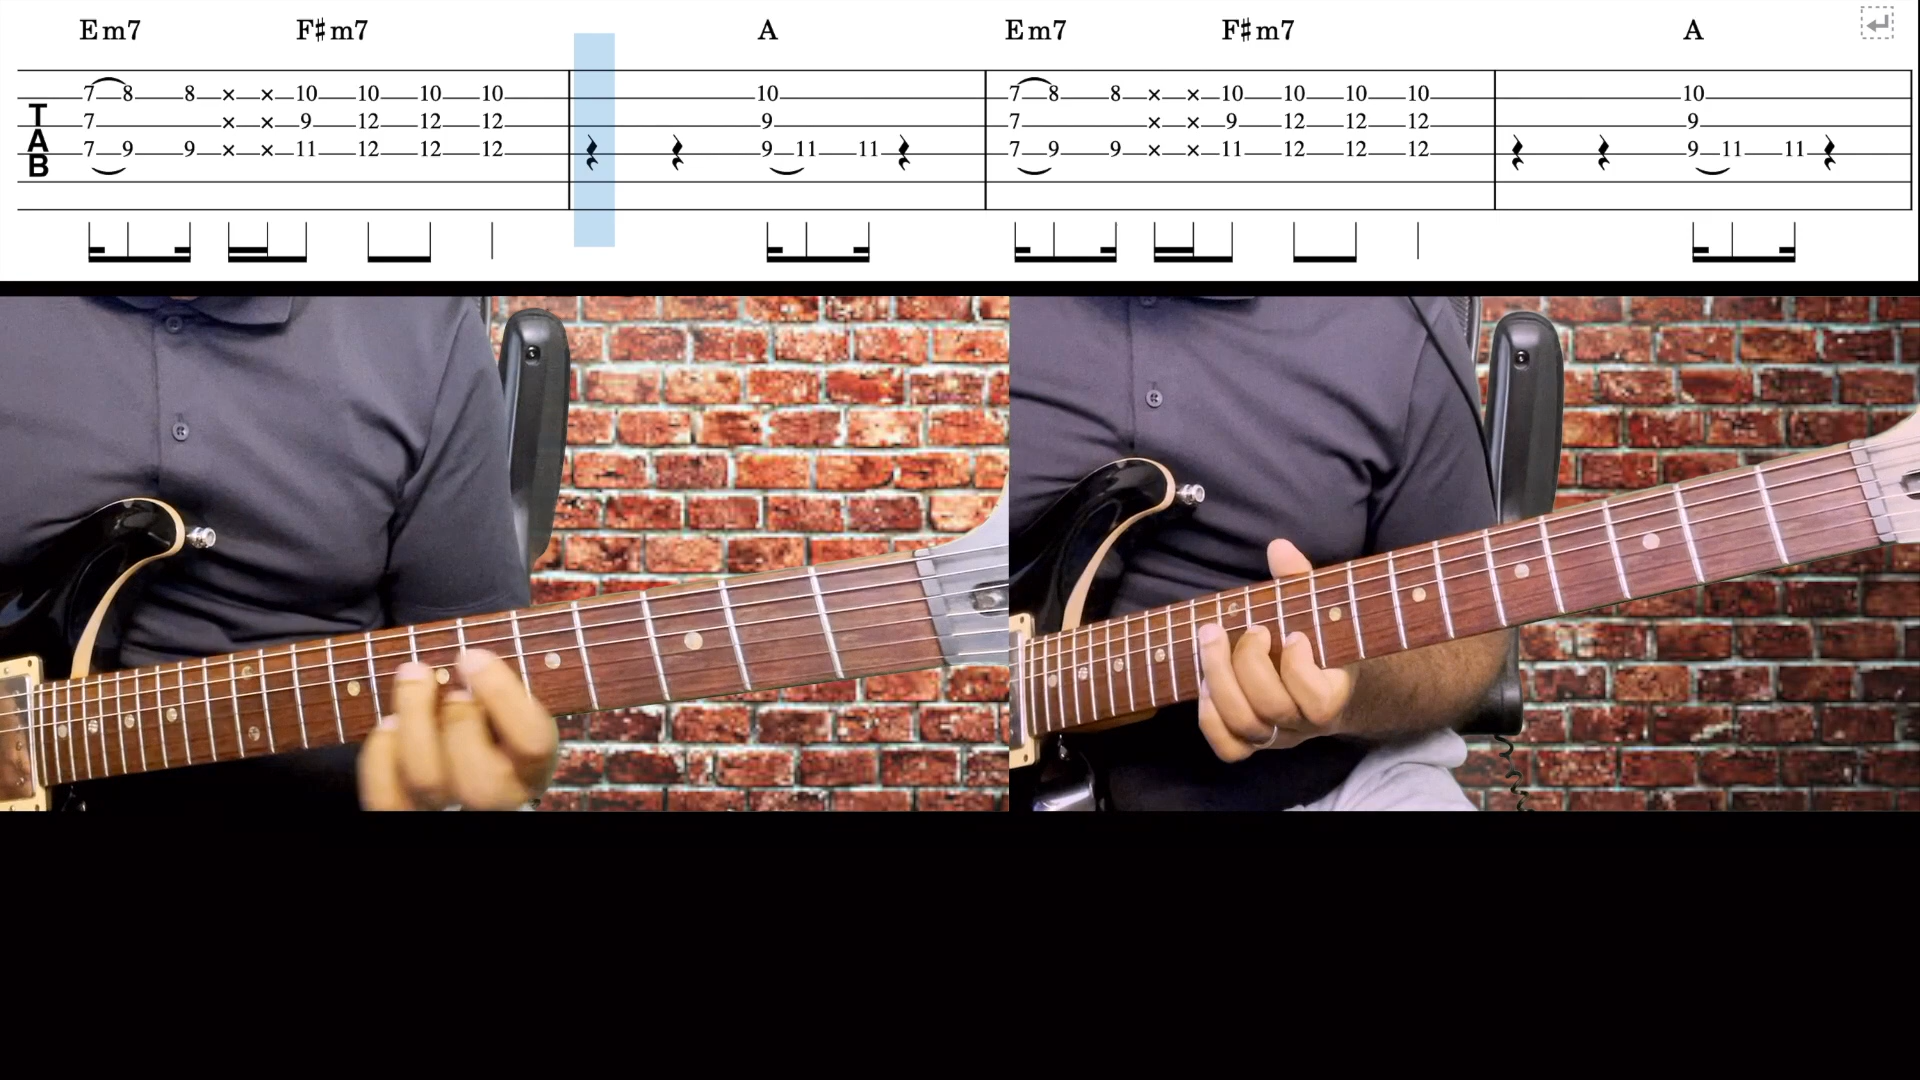 Em7 F♯m7 A Em7 F♯m7 A
7 8 8 × × 10 10 10 10 10 7 8 8 × × 10 10 10 10 10
T 7 × × 9 12 12 12 9 7 × × 9 12 12 12 9
A 7 9 9 × × 11 12 12 12 9 11 11 7 9 9 × × 11 12 12 12 9 11 11
B